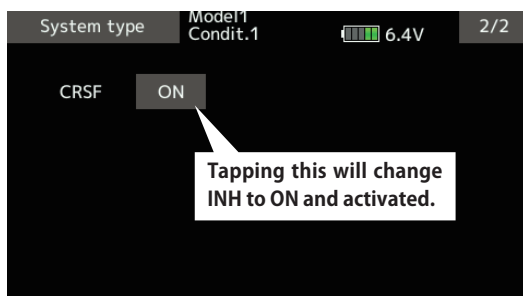 System type
Model1
Condit.1
6.4V
2/2
CRSF
ON
Tapping this will change
INH to ON and activated.